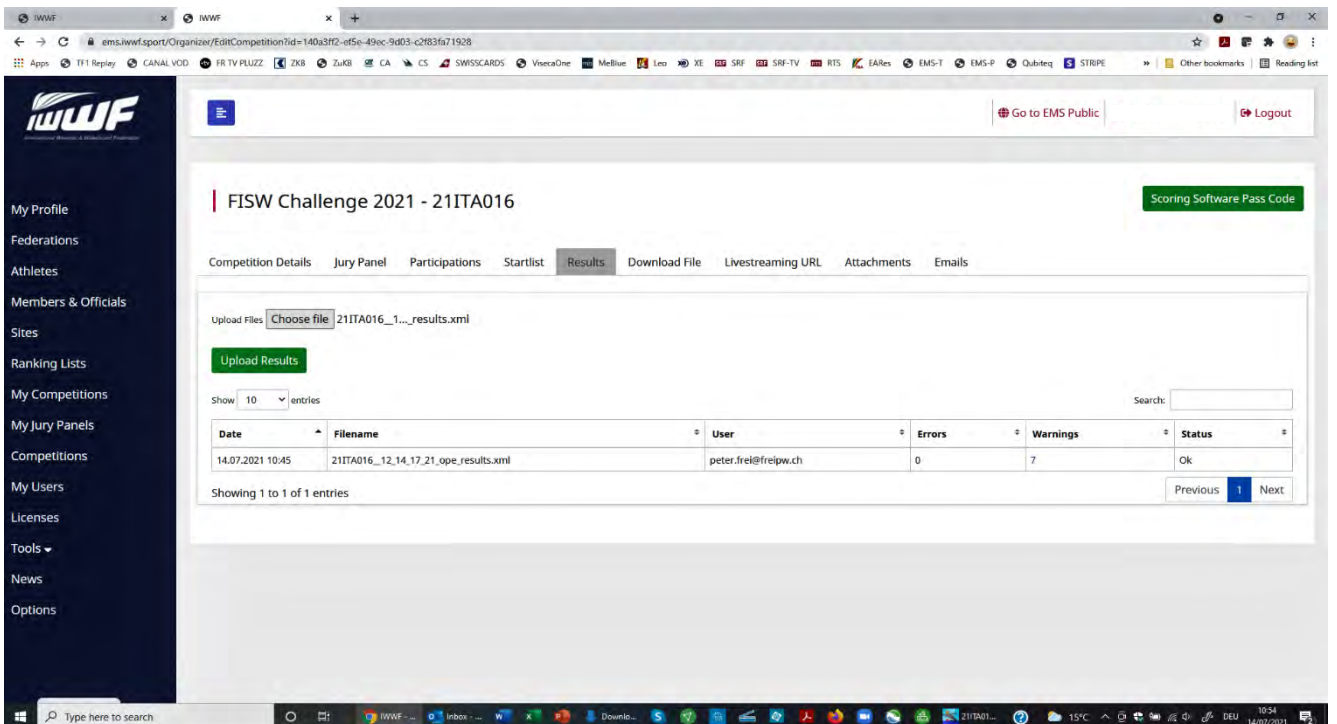 IWWF
IWWF
ems.iwwf.sport/Organizer/EditCompetition?id=140a3ff2-ef5e-49ec-9d03-c2f83fa71928
Apps TF1 Replay CANAL VOD FR TV PLUZZ ZKB ZuKB CA CS SWISSCARDS VisecaOne MeBlue Leo XE SRF SRF-TV RTS EARes EMS-T EMS-P Qubiteq STRIPE » Other bookmarks Reading list
IWWF
Go to EMS Public Logout
My Profile
Federations
Athletes
Members & Officials
Sites
Ranking Lists
My Competitions
My Jury Panels
Competitions
My Users
Licenses
Tools
News
Options
FISW Challenge 2021 - 21ITA016
Scoring Software Pass Code
Competition Details Jury Panel Participations Startlist Results Download File Livestreaming URL Attachments Emails
Upload Files Choose file 21ITA016__1..._results.xml
Upload Results
Show 10 entries Search:
Date Filename User Errors Warnings Status
14.07.2021 10:45 21ITA016__12_14_17_21_ope_results.xml peter.frei@freipw.ch 0 7 Ok
Showing 1 to 1 of 1 entries Previous 1 Next
Type here to search IWWF - ... Inbox - ... Downlo... 21ITA01... 15°C DEU 10:54
14/07/2021